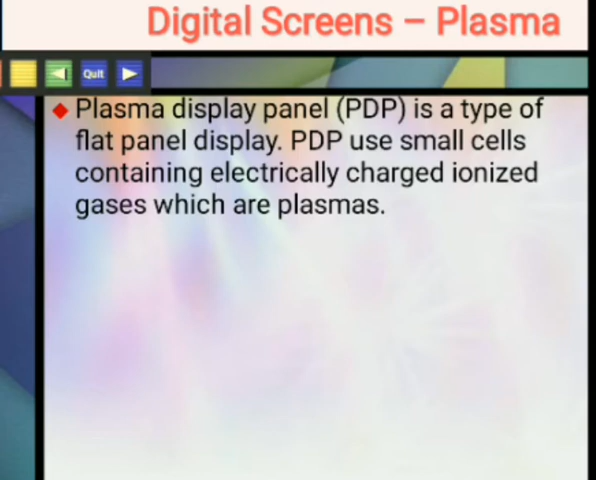 Digital Screens – Plasma
Quit
Plasma display panel (PDP) is a type of
flat panel display. PDP use small cells
containing electrically charged ionized
gases which are plasmas.